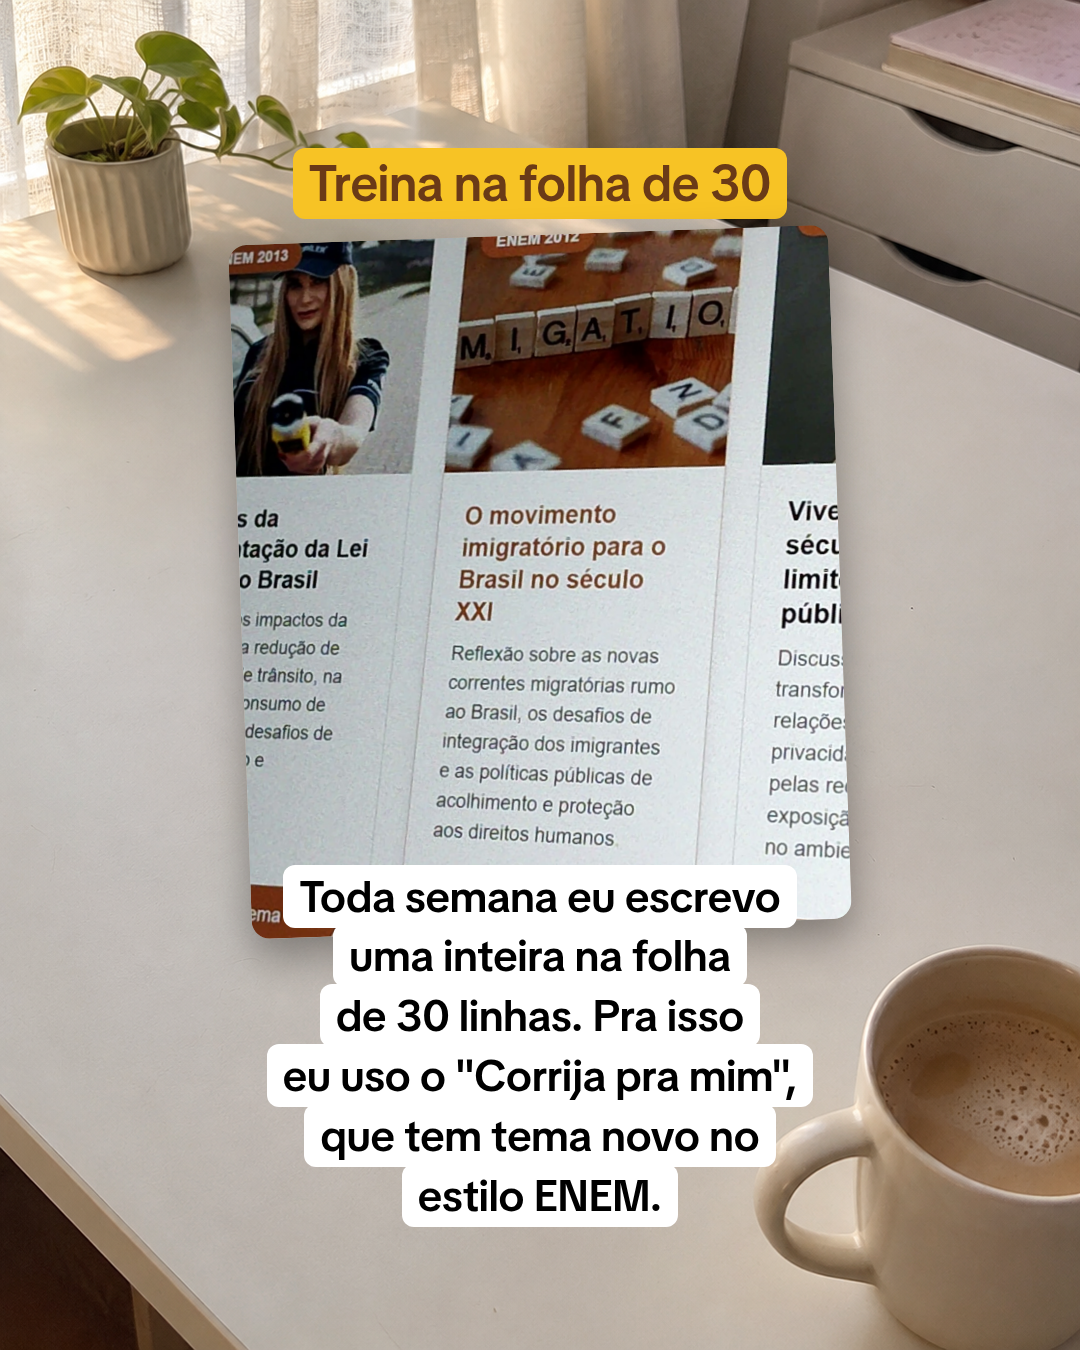 Treina na folha de 30
NEM 2013
ENEM 2012
M I G A T I O
s da
tação da Lei
o Brasil
s impactos da
a redução de
e trânsito, na
onsumo de
desafios de
o e
O movimento
imigratório para o
Brasil no século
XXI
Reflexão sobre as novas
correntes migratórias rumo
ao Brasil, os desafios de
integração dos imigrantes
e as políticas públicas de
acolhimento e proteção
aos direitos humanos.
Vive
sécu
limit
públi
Discus
transfor
relações
privacid
pelas re
exposiçã
no ambie
ema
Toda semana eu escrevo
uma inteira na folha
de 30 linhas. Pra isso
eu uso o "Corrija pra mim",
que tem tema novo no
estilo ENEM.